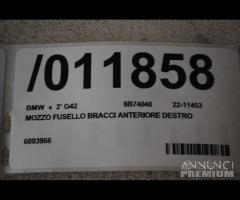 /011858
BMW » 2' G42 8B74040 22-11453
MOZZO FUSELLO BRACCI ANTERIORE DESTRO
6893966
ANNUNCI
PREMIUM